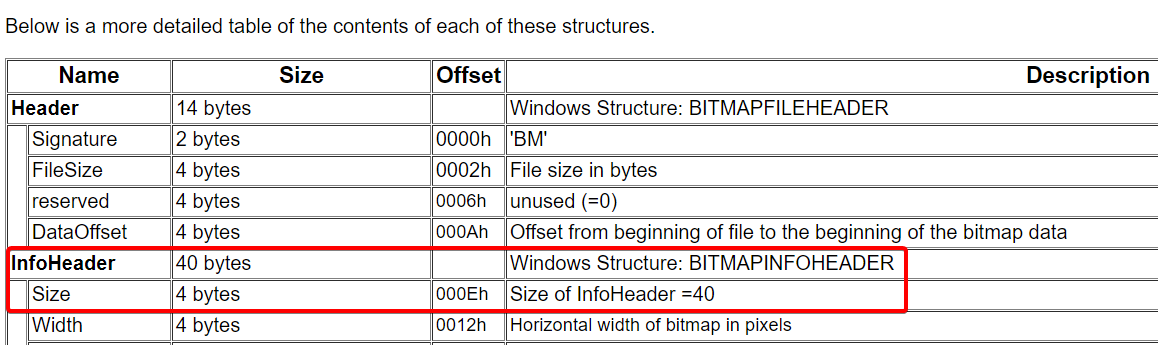 Below is a more detailed table of the contents of each of these structures.
Name Size Offset Description
Header 14 bytes Windows Structure: BITMAPFILEHEADER
Signature 2 bytes 0000h 'BM'
FileSize 4 bytes 0002h File size in bytes
reserved 4 bytes 0006h unused (=0)
DataOffset 4 bytes 000Ah Offset from beginning of file to the beginning of the bitmap data
InfoHeader 40 bytes Windows Structure: BITMAPINFOHEADER
Size 4 bytes 000Eh Size of InfoHeader =40
Width 4 bytes 0012h Horizontal width of bitmap in pixels